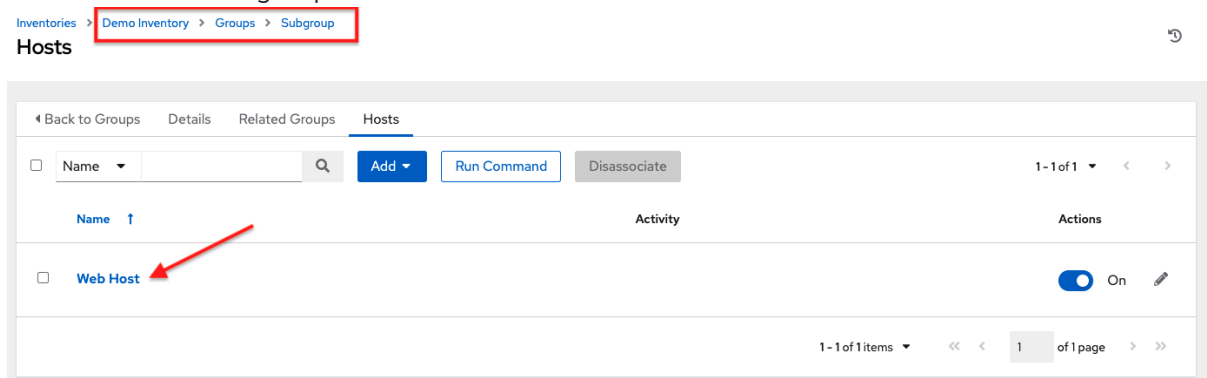 Inventories > Demo Inventory > Groups > Subgroup
Hosts
Back to Groups Details Related Groups Hosts
Name Add Run Command Disassociate 1 - 1 of 1
Name Activity Actions
Web Host On
1 - 1 of 1 items 1 of 1 page